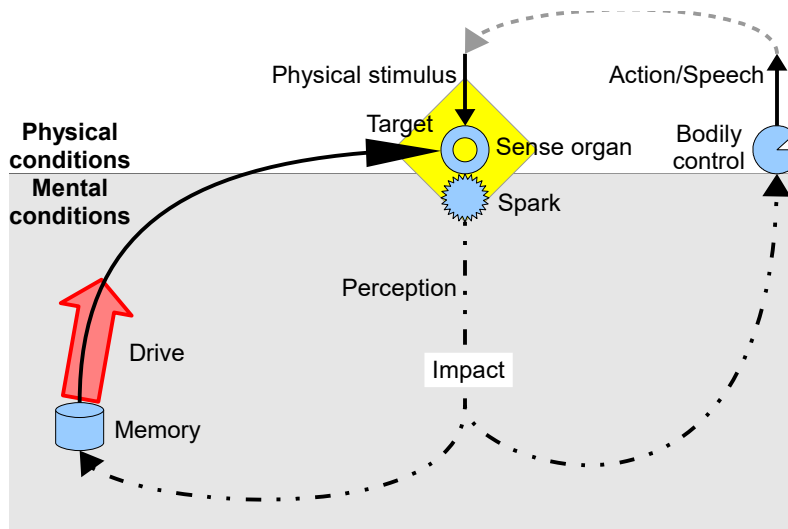 Physical stimulus
Action/Speech
Target
Physical
conditions
Sense organ
Bodily
control
Mental
conditions
Spark
Perception
Drive
Impact
Memory